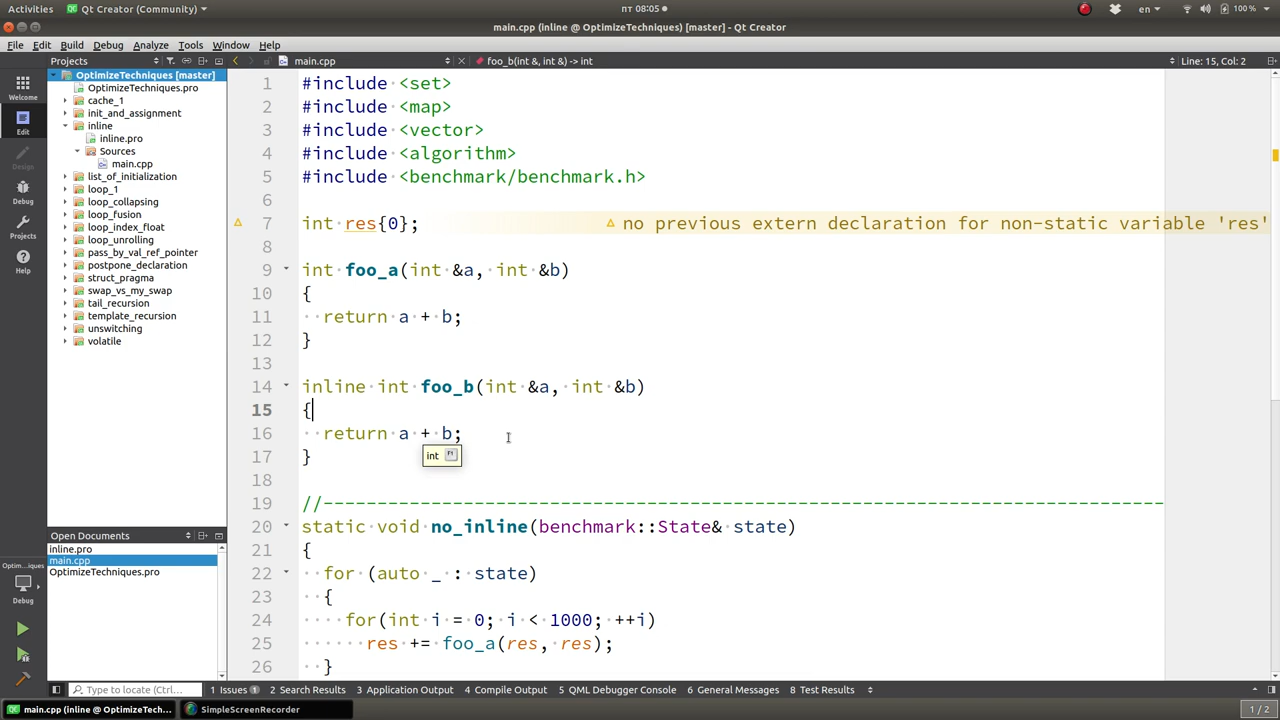 Activities Qt Creator (Community) пт 08:05 en 100 %
main.cpp (inline @ OptimizeTechniques) [master] - Qt Creator
File Edit Build Debug Analyze Tools Window Help
Projects main.cpp foo_b(int &, int &) -> int Line: 15, Col: 2
Welcome
Edit
Design
Debug
Projects
Help
OptimizeTechniques [master]
OptimizeTechniques.pro
cache_1
init_and_assignment
inline
inline.pro
Sources
main.cpp
list_of_initialization
loop_1
loop_collapsing
loop_fusion
loop_index_float
loop_unrolling
pass_by_val_ref_pointer
postpone_declaration
struct_pragma
swap_vs_my_swap
tail_recursion
template_recursion
unswitching
volatile
1 #include <set>
2 #include <map>
3 #include <vector>
4 #include <algorithm>
5 #include <benchmark/benchmark.h>
6
7 int res{0}; no previous extern declaration for non-static variable 'res'
8
9 int foo_a(int &a, int &b)
10 {
11 return a + b;
12 }
13
14 inline int foo_b(int &a, int &b)
15 {
16 return a + b;
int F1
17 }
18
19 //--------------------------------------------------------------------------------
20 static void no_inline(benchmark::State& state)
21 {
22 for (auto _ : state)
23 {
24 for(int i = 0; i < 1000; ++i)
25 res += foo_a(res, res);
26 }
Open Documents
inline.pro
main.cpp
OptimizeTechniques.pro
Optim...iques
Debug
Type to locate (Ctrl+... 1 Issues 1 2 Search Results 3 Application Output 4 Compile Output 5 QML Debugger Console 6 General Messages 8 Test Results
main.cpp (inline @ OptimizeTech... SimpleScreenRecorder 1 / 2